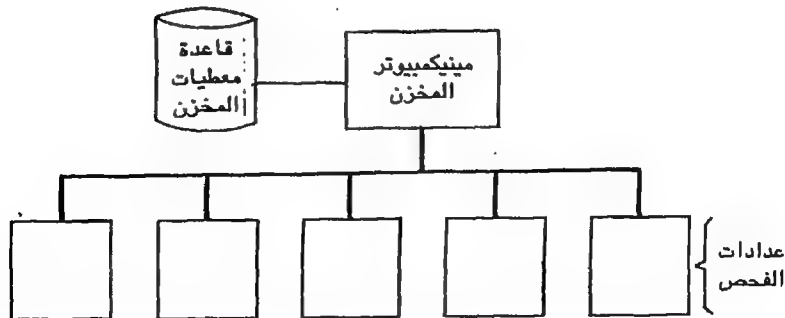 قاعدة
معطيات
المخزن
مينيكمبيوتر
المخزن
عدادات
الفحص